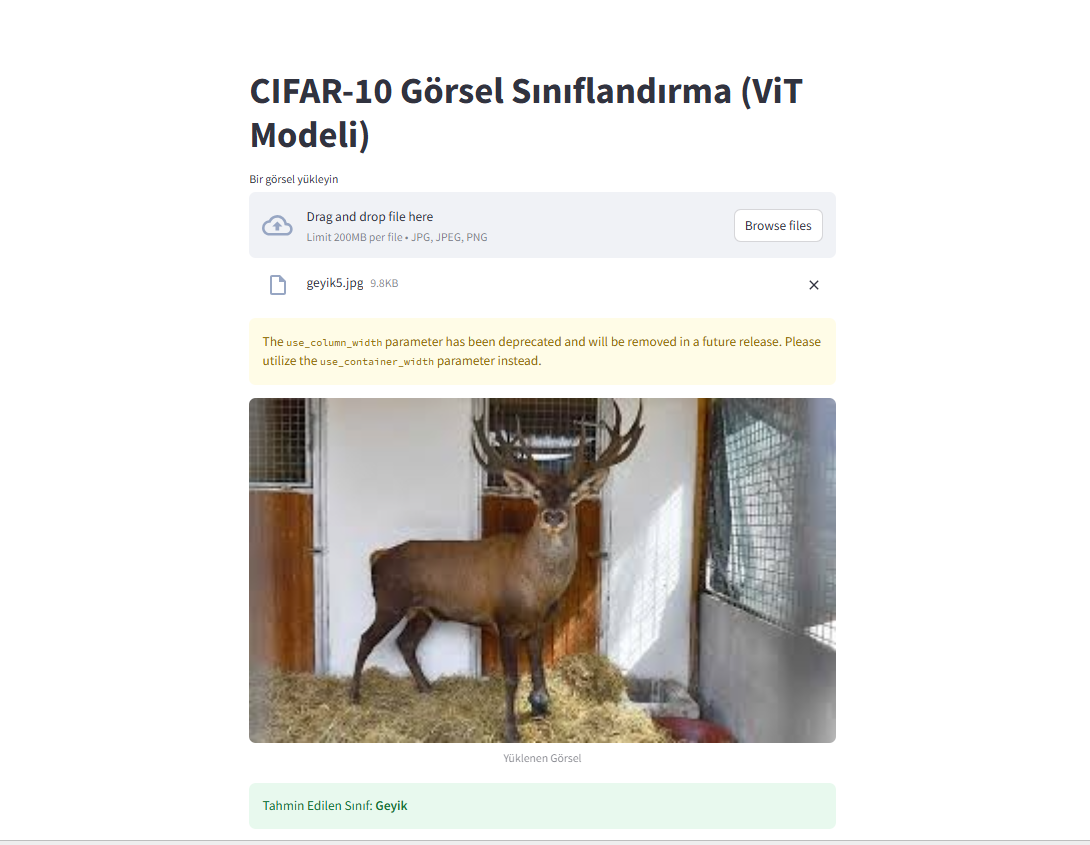 CIFAR-10 Görsel Sınıflandırma (ViT
Modeli)
Bir görsel yükleyin
Drag and drop file here
Limit 200MB per file • JPG, JPEG, PNG
Browse files
geyik5.jpg 9.8KB
The use_column_width parameter has been deprecated and will be removed in a future release. Please
utilize the use_container_width parameter instead.
Yüklenen Görsel
Tahmin Edilen Sınıf: Geyik